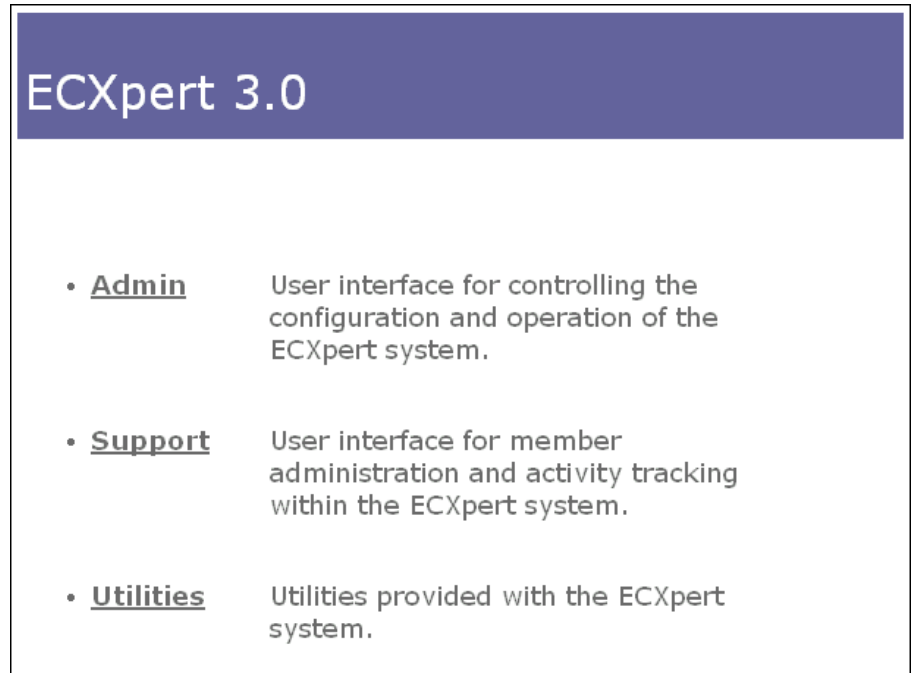 ECXpert 3.0
• Admin User interface for controlling the
configuration and operation of the
ECXpert system.
• Support User interface for member
administration and activity tracking
within the ECXpert system.
• Utilities Utilities provided with the ECXpert
system.